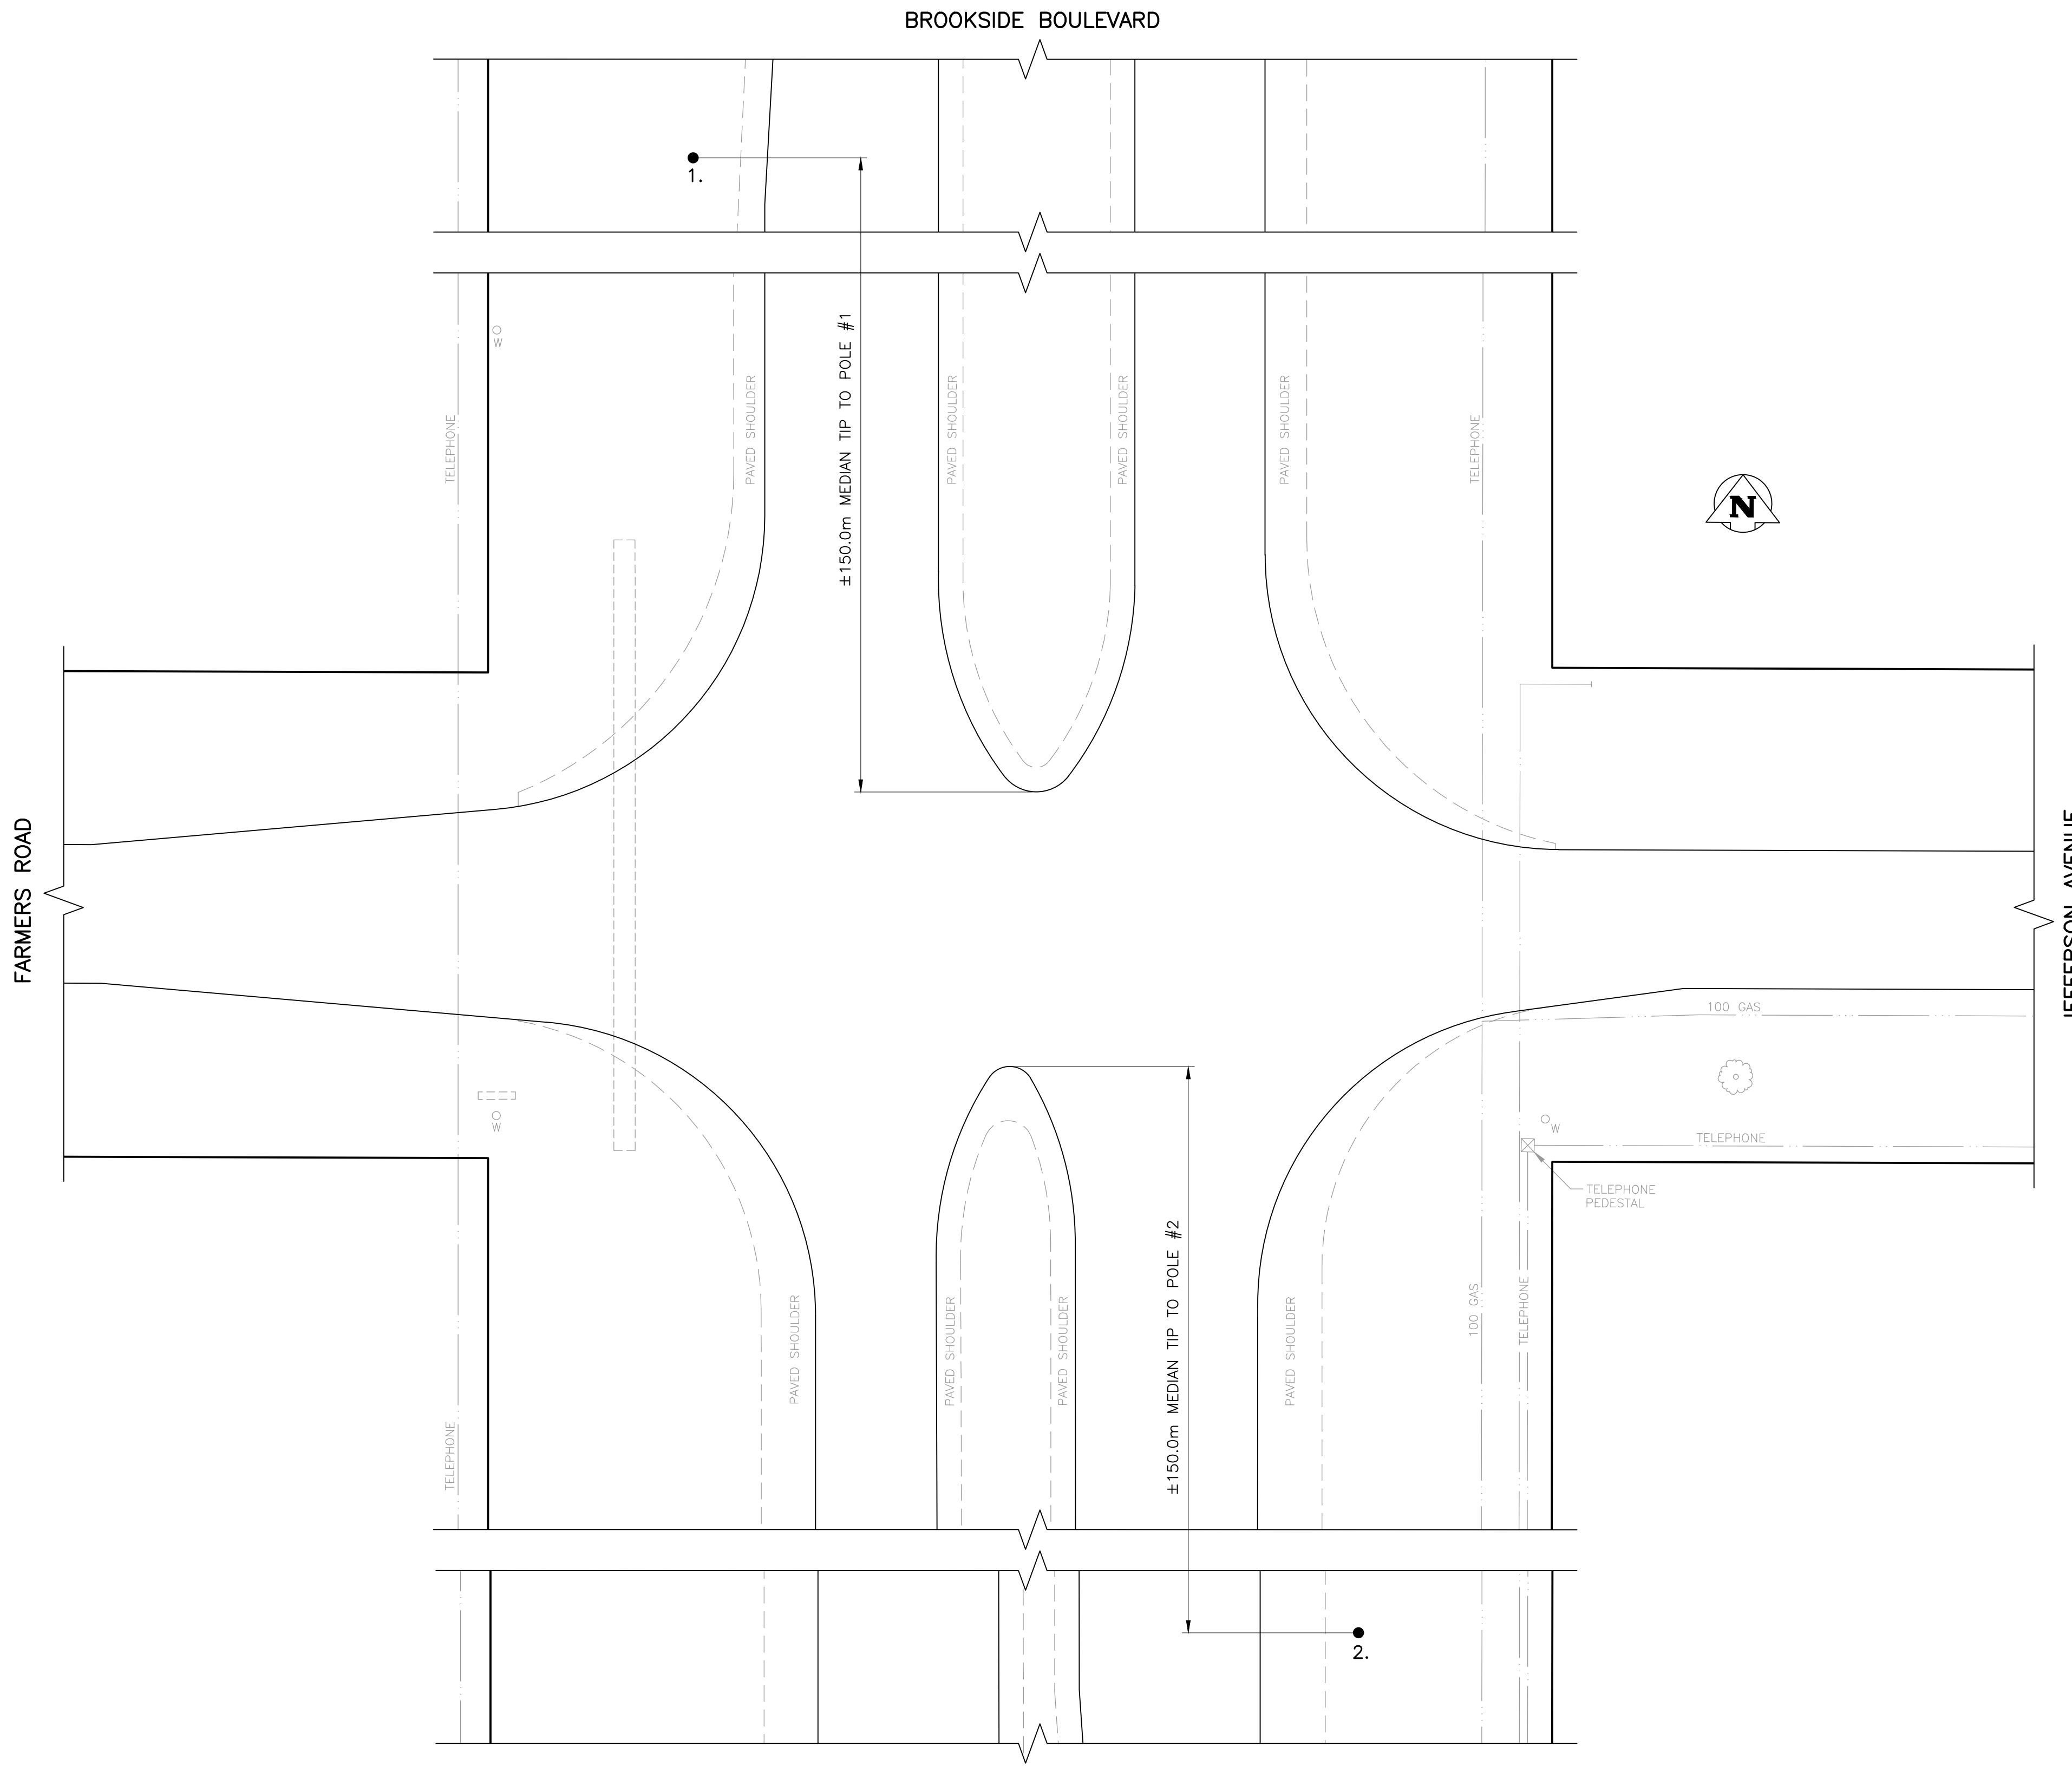 BROOKSIDE BOULEVARD
1.
W
±150.0m MEDIAN TIP TO POLE #1
TELEPHONE
PAVED SHOULDER
PAVED SHOULDER
PAVED SHOULDER
PAVED SHOULDER
TELEPHONE
N
FARMERS ROAD
JEFFERSON AVENUE
100 GAS
W
W
TELEPHONE
TELEPHONE
PEDESTAL
±150.0m MEDIAN TIP TO POLE #2
TELEPHONE
PAVED SHOULDER
PAVED SHOULDER
PAVED SHOULDER
PAVED SHOULDER
100 GAS
TELEPHONE
2.